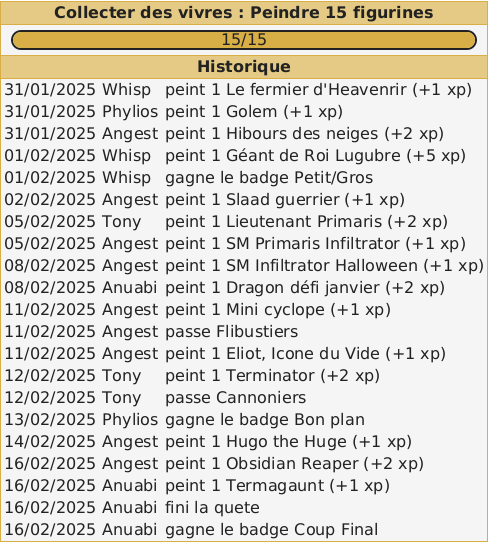 Collecter des vivres : Peindre 15 figurines
15/15
Historique
31/01/2025 Whisp peint 1 Le fermier d'Heavenrir (+1 xp)
31/01/2025 Phylios peint 1 Golem (+1 xp)
31/01/2025 Angest peint 1 Hibours des neiges (+2 xp)
01/02/2025 Whisp peint 1 Géant de Roi Lugubre (+5 xp)
01/02/2025 Whisp gagne le badge Petit/Gros
02/02/2025 Angest peint 1 Slaad guerrier (+1 xp)
05/02/2025 Tony peint 1 Lieutenant Primaris (+2 xp)
05/02/2025 Angest peint 1 SM Primaris Infiltrator (+1 xp)
08/02/2025 Angest peint 1 SM Infiltrator Halloween (+1 xp)
08/02/2025 Anuabi peint 1 Dragon défi janvier (+2 xp)
11/02/2025 Angest peint 1 Mini cyclope (+1 xp)
11/02/2025 Angest passe Flibustiers
11/02/2025 Angest peint 1 Eliot, Icone du Vide (+1 xp)
12/02/2025 Tony peint 1 Terminator (+2 xp)
12/02/2025 Tony passe Cannoniers
13/02/2025 Phylios gagne le badge Bon plan
14/02/2025 Angest peint 1 Hugo the Huge (+1 xp)
16/02/2025 Angest peint 1 Obsidian Reaper (+2 xp)
16/02/2025 Anuabi peint 1 Termagaunt (+1 xp)
16/02/2025 Anuabi fini la quete
16/02/2025 Anuabi gagne le badge Coup Final